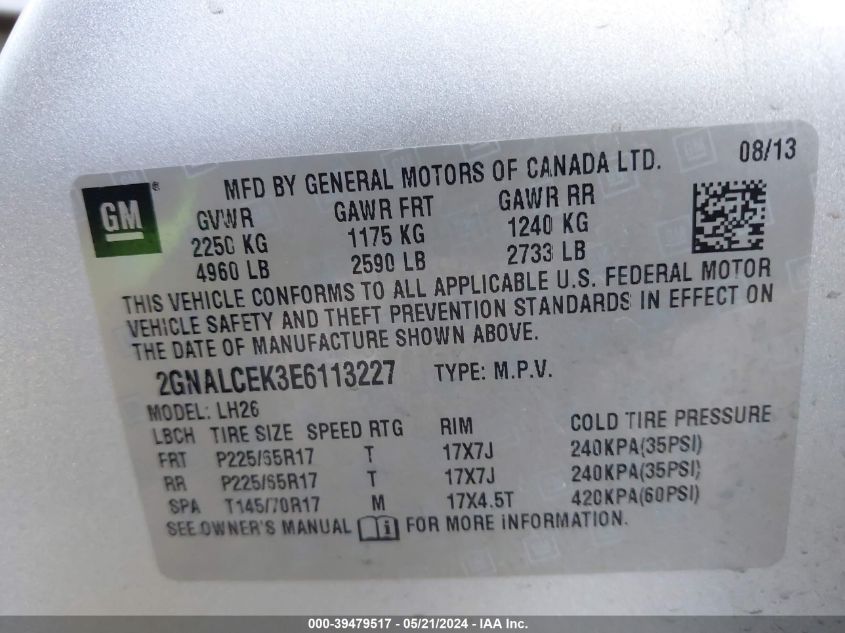 08/13
MFD BY GENERAL MOTORS OF CANADA LTD.
GM ®
GVWR GAWR FRT GAWR RR
2250 KG 1175 KG 1240 KG
4960 LB 2590 LB 2733 LB
THIS VEHICLE CONFORMS TO ALL APPLICABLE U.S. FEDERAL MOTOR
VEHICLE SAFETY AND THEFT PREVENTION STANDARDS IN EFFECT ON
THE DATE OF MANUFACTURE SHOWN ABOVE.
2GNALCEK3E6113227 TYPE: M.P.V.
MODEL: LH26
LBCH TIRE SIZE SPEED RTG RIM COLD TIRE PRESSURE
FRT P225/65R17 T 17X7J 240KPA(35PSI)
RR P225/65R17 T 17X7J 240KPA(35PSI)
SPA T145/70R17 M 17X4.5T 420KPA(60PSI)
SEE OWNER'S MANUAL i FOR MORE INFORMATION.
000-39479517 - 05/21/2024 - IAA Inc.